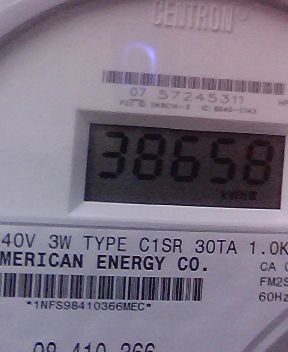 CENTRON®
07 57245311
38658
kWh
40V 3W TYPE C1SR 30TA 1.0K
MERICAN ENERGY CO.
CA
FM2S
60Hz
*1NFS98410366MEC*
09 410 366